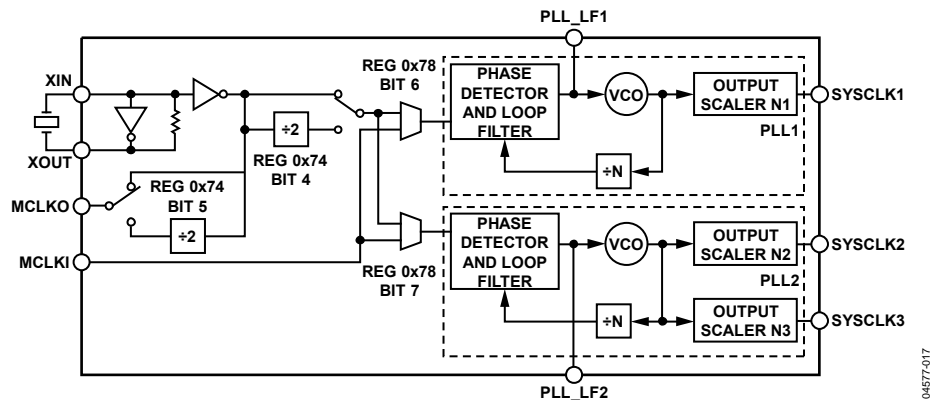 PLL_LF1
XIN
XOUT
MCLKO
MCLKI
REG 0x74
BIT 5
÷2
÷2
REG 0x74
BIT 4
REG 0x78
BIT 6
REG 0x78
BIT 7
PHASE
DETECTOR
AND LOOP
FILTER
VCO
OUTPUT
SCALER N1
PLL1
÷N
SYSCLK1
PHASE
DETECTOR
AND LOOP
FILTER
VCO
OUTPUT
SCALER N2
PLL2
÷N
OUTPUT
SCALER N3
SYSCLK2
SYSCLK3
PLL_LF2
04577-017